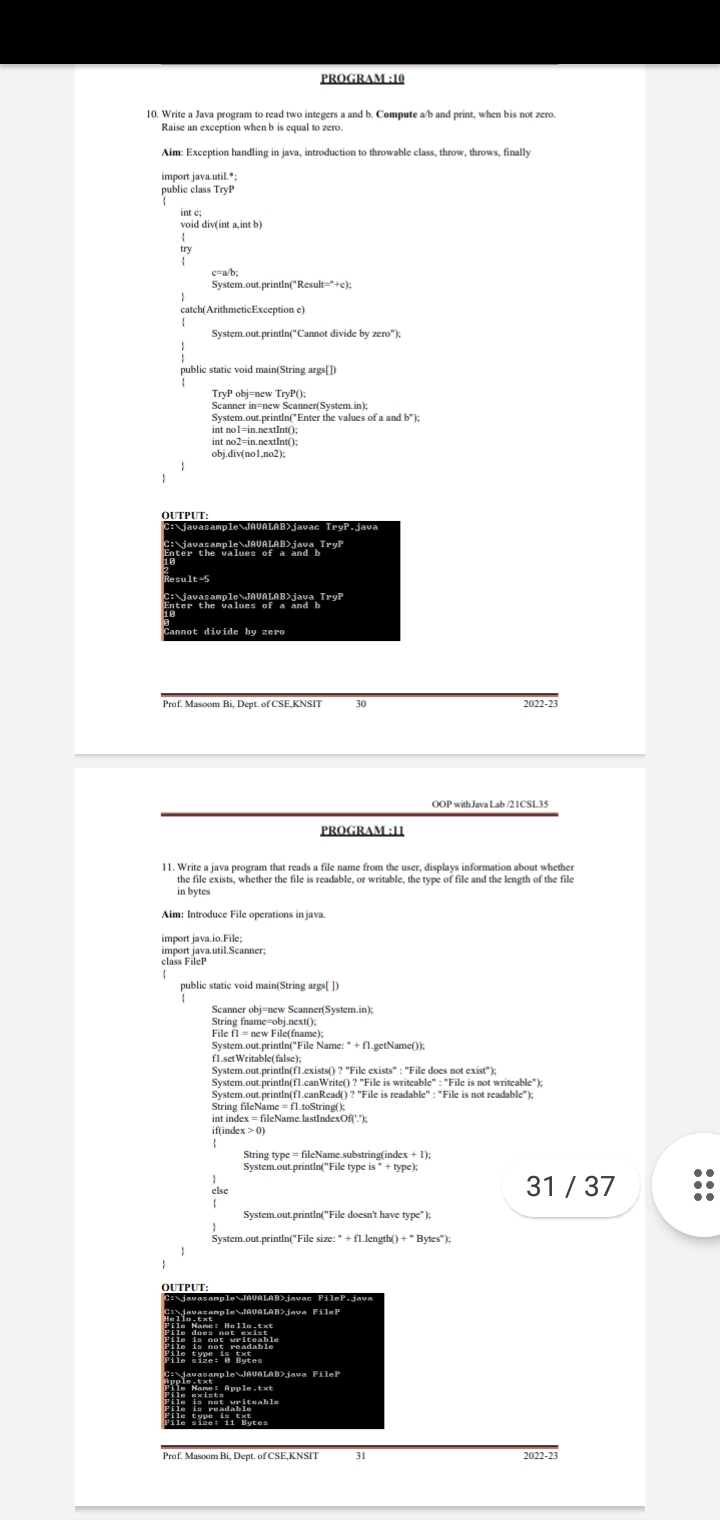 PROGRAM :10
10. Write a Java program to read two integers a and b. Compute a/b and print, when bis not zero.
Raise an exception when b is equal to zero.
Aim: Exception handling in java, introduction to throwable class, throw, throws, finally
import java.util.*;
public class TryP
{
int c;
void div(int a,int b)
{
try
{
c=a/b;
System.out.println("Result="+c);
}
catch(ArithmeticException e)
{
System.out.println("Cannot divide by zero");
}
}
public static void main(String args[])
{
TryP obj=new TryP();
Scanner in=new Scanner(System.in);
System.out.println("Enter the values of a and b");
int no1=in.nextInt();
int no2=in.nextInt();
obj.div(no1,no2);
}
}
OUTPUT:
C:\javasample\JAVALAB>javac TryP.java
C:\javasample\JAVALAB>java TryP
Enter the values of a and b
10
2
Result=5
C:\javasample\JAVALAB>java TryP
Enter the values of a and b
10
0
Cannot divide by zero
Prof. Masoom Bi, Dept. of CSE,KNSIT 30 2022-23
OOP withJava Lab /21CSL35
PROGRAM :11
11. Write a java program that reads a file name from the user, displays information about whether
the file exists, whether the file is readable, or writable, the type of file and the length of the file
in bytes
Aim: Introduce File operations in java.
import java.io.File;
import java.util.Scanner;
class FileP
{
public static void main(String args[ ])
{
Scanner obj=new Scanner(System.in);
String fname=obj.next();
File f1 = new File(fname);
System.out.println("File Name: " + f1.getName());
f1.setWritable(false);
System.out.println(f1.exists() ? "File exists" : "File does not exist");
System.out.println(f1.canWrite() ? "File is writeable" : "File is not writeable");
System.out.println(f1.canRead() ? "File is readable" : "File is not readable");
String fileName = f1.toString();
int index = fileName.lastIndexOf('.');
if(index > 0)
{
String type = fileName.substring(index + 1);
System.out.println("File type is " + type);
}
else
{
System.out.println("File doesn't have type");
}
System.out.println("File size: " + f1.length() + " Bytes");
}
}
31 / 37
OUTPUT:
C:\javasample\JAVALAB>javac FileP.java
C:\javasample\JAVALAB>java FileP
Hello.txt
File Name: Hello.txt
File does not exist
File is not writeable
File is not readable
File type is txt
File size: 0 Bytes
C:\javasample\JAVALAB>java FileP
Apple.txt
File Name: Apple.txt
File exists
File is not writeable
File is readable
File type is txt
File size: 11 Bytes
Prof. Masoom Bi, Dept. of CSE,KNSIT 31 2022-23